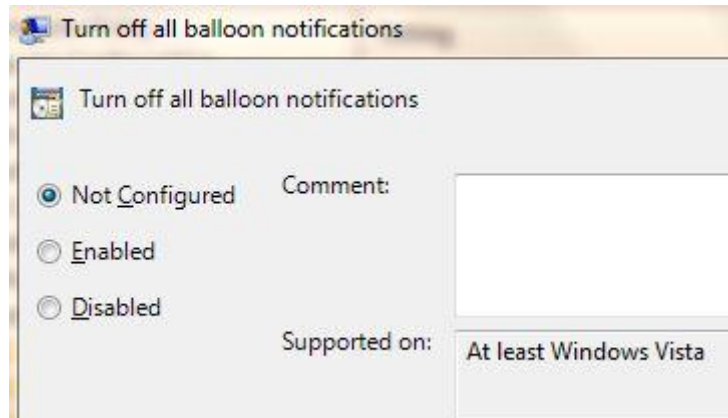 Turn off all balloon notifications
Turn off all balloon notifications
Not Configured
Comment:
Enabled
Disabled
Supported on:
At least Windows Vista